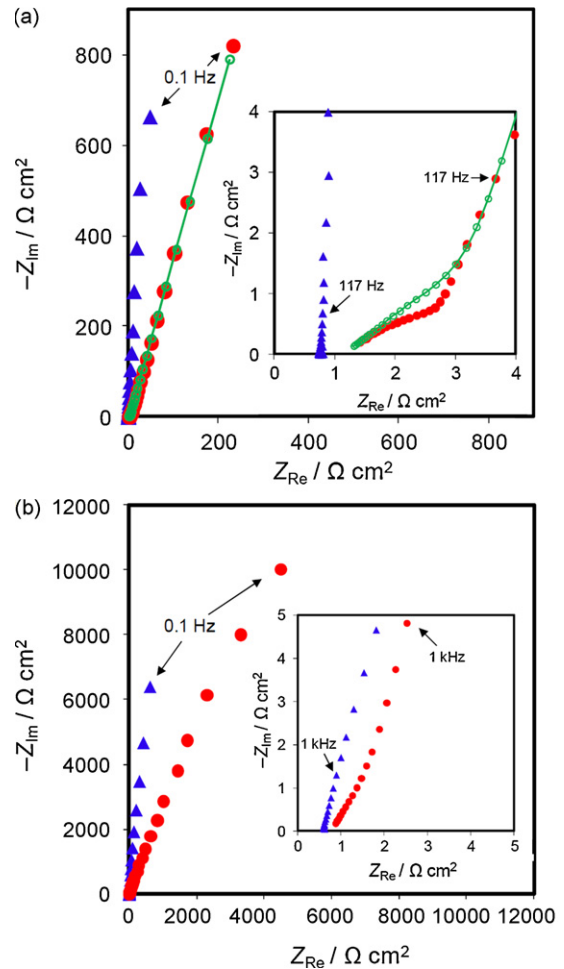 (a)
800
600
400
200
0
−Z_Im / Ω cm²
0.1 Hz
4
3
2
1
0
−Z_Im / Ω cm²
117 Hz
117 Hz
0 1 2 3 4
Z_Re / Ω cm²
0 200 400 600 800
Z_Re / Ω cm²
(b)
12000
10000
8000
6000
4000
2000
0
−Z_Im / Ω cm²
0.1 Hz
5
4
3
2
1
0
−Z_Im / Ω cm²
1 kHz
1 kHz
0 1 2 3 4 5
Z_Re / Ω cm²
0 2000 4000 6000 8000 10000 12000
Z_Re / Ω cm²